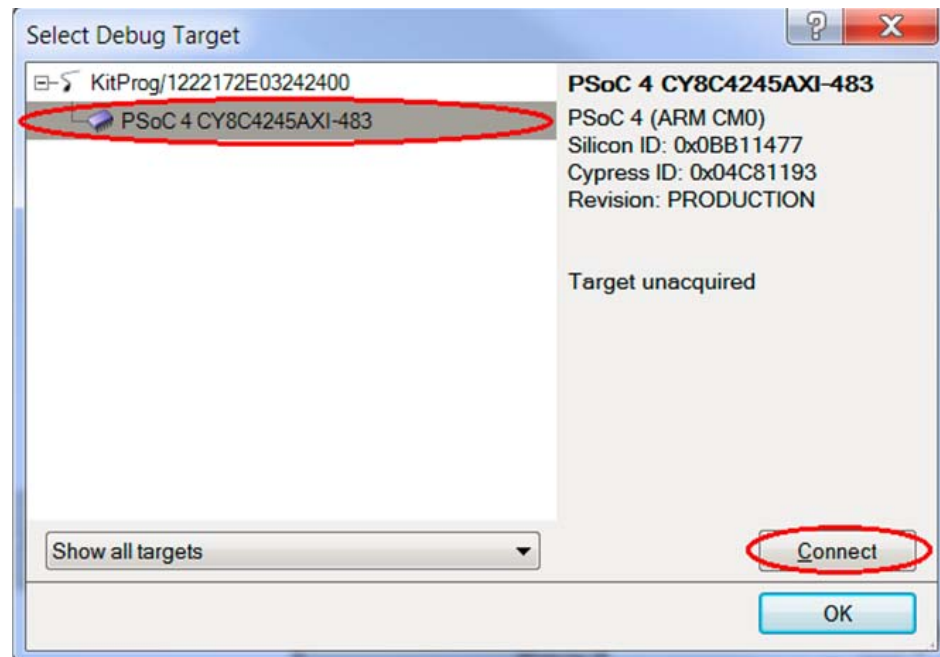 Select Debug Target
KitProg/1222172E03242400
PSoC 4 CY8C4245AXI-483
PSoC 4 CY8C4245AXI-483
PSoC 4 (ARM CM0)
Silicon ID: 0x0BB11477
Cypress ID: 0x04C81193
Revision: PRODUCTION
Target unacquired
Show all targets
Connect
OK